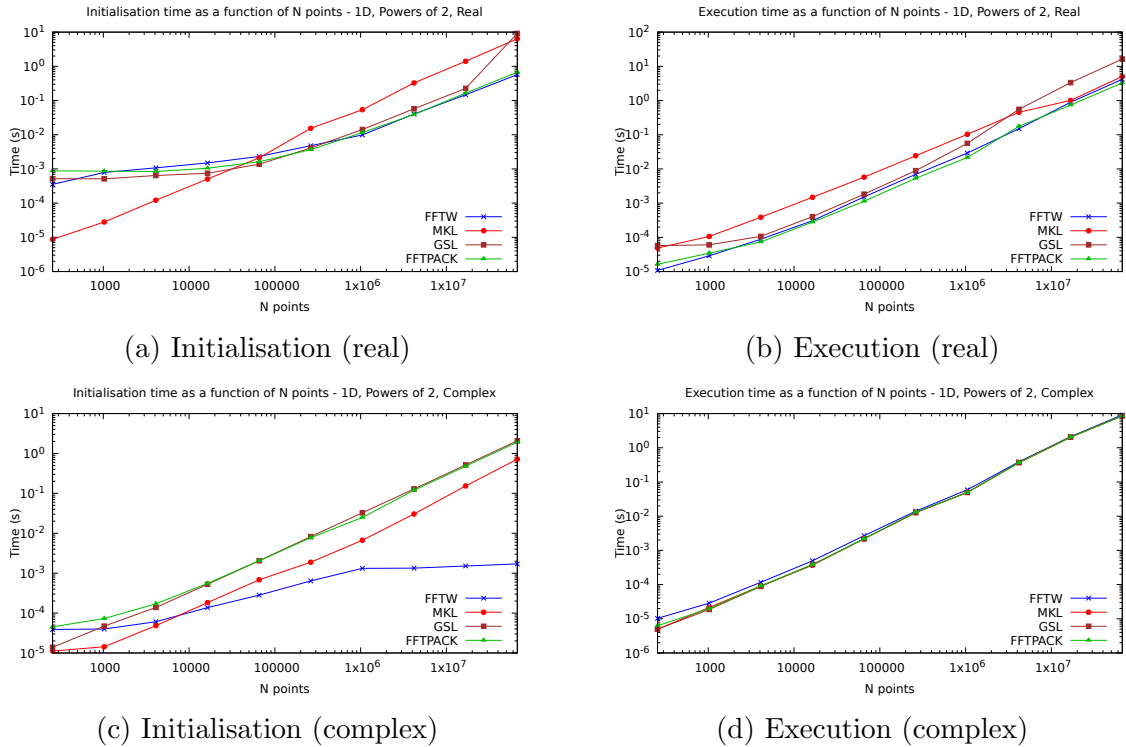 Initialisation time as a function of N points - 1D, Powers of 2, Real
10^1
10^0
10^-1
10^-2
10^-3
10^-4
10^-5
10^-6
Time (s)
FFTW
MKL
GSL
FFTPACK
1000
10000
100000
1x10^6
1x10^7
N points
(a) Initialisation (real)
Execution time as a function of N points - 1D, Powers of 2, Real
10^2
10^1
10^0
10^-1
10^-2
10^-3
10^-4
10^-5
Time (s)
FFTW
MKL
GSL
FFTPACK
1000
10000
100000
1x10^6
1x10^7
N points
(b) Execution (real)
Initialisation time as a function of N points - 1D, Powers of 2, Complex
10^1
10^0
10^-1
10^-2
10^-3
10^-4
10^-5
Time (s)
FFTW
MKL
GSL
FFTPACK
1000
10000
100000
1x10^6
1x10^7
N points
(c) Initialisation (complex)
Execution time as a function of N points - 1D, Powers of 2, Complex
10^1
10^0
10^-1
10^-2
10^-3
10^-4
10^-5
10^-6
Time (s)
FFTW
MKL
GSL
FFTPACK
1000
10000
100000
1x10^6
1x10^7
N points
(d) Execution (complex)